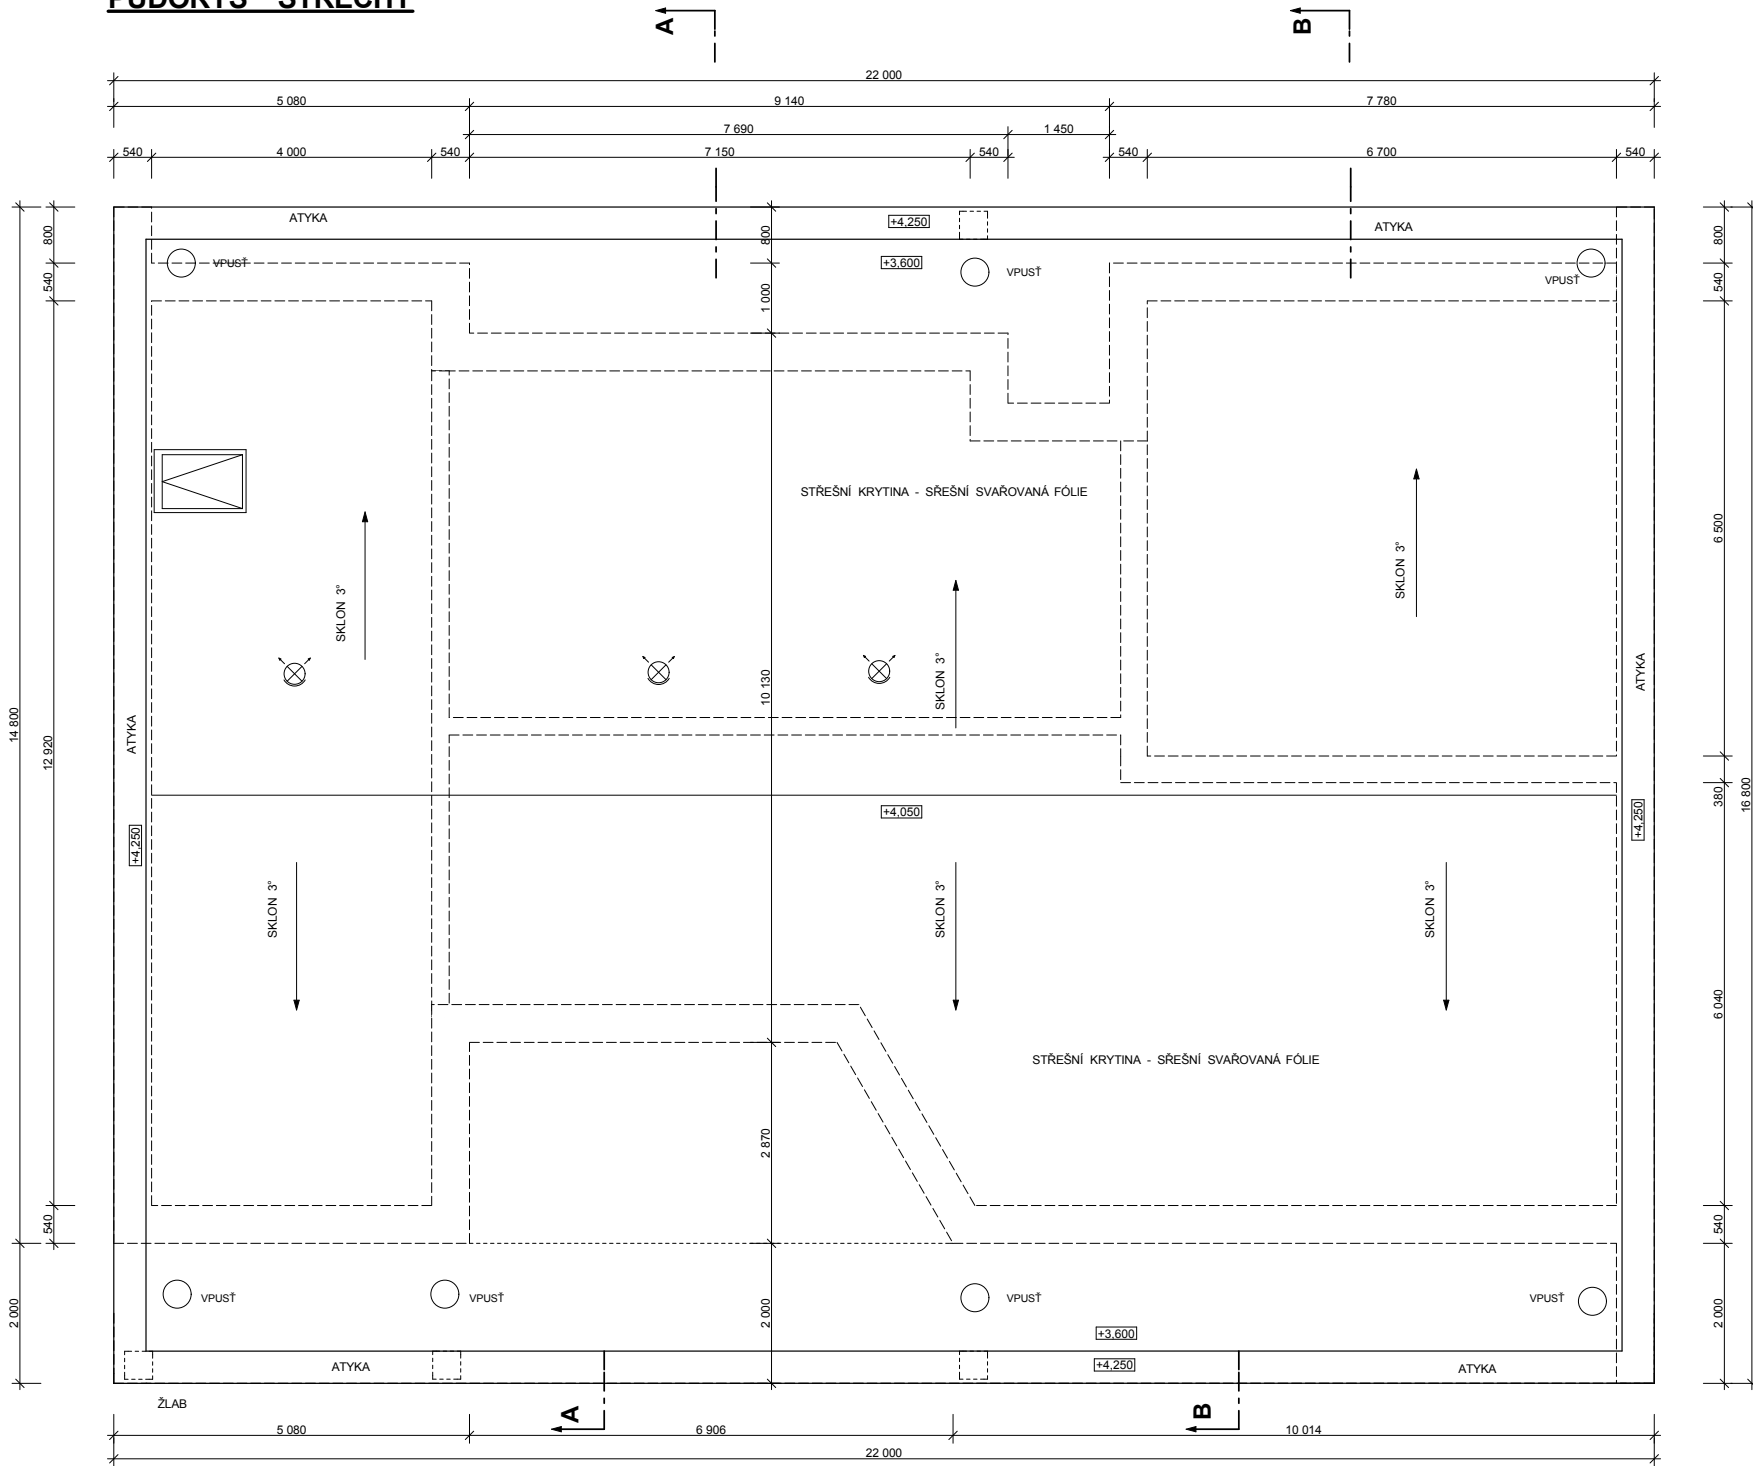 PŮDORYS STŘECHY
A
B
22 000
5 080
9 140
7 780
7 690
1 450
540
4 000
540
7 150
540
540
6 700
540
ATYKA
+4,250
ATYKA
800
800
800
VPUSŤ
+3,600
VPUSŤ
VPUSŤ
540
1 000
540
STŘEŠNÍ KRYTINA - SŘEŠNÍ SVAŘOVANÁ FÓLIE
6 500
SKLON 3°
SKLON 3°
SKLON 3°
10 130
ATYKA
14 800
12 920
ATYKA
+4,050
380
16 800
+4,250
+4,250
SKLON 3°
SKLON 3°
SKLON 3°
6 040
STŘEŠNÍ KRYTINA - SŘEŠNÍ SVAŘOVANÁ FÓLIE
2 870
540
540
VPUSŤ
VPUSŤ
VPUSŤ
VPUSŤ
2 000
2 000
2 000
+3,600
ATYKA
+4,250
ATYKA
ŽLAB
A
B
5 080
6 906
10 014
22 000